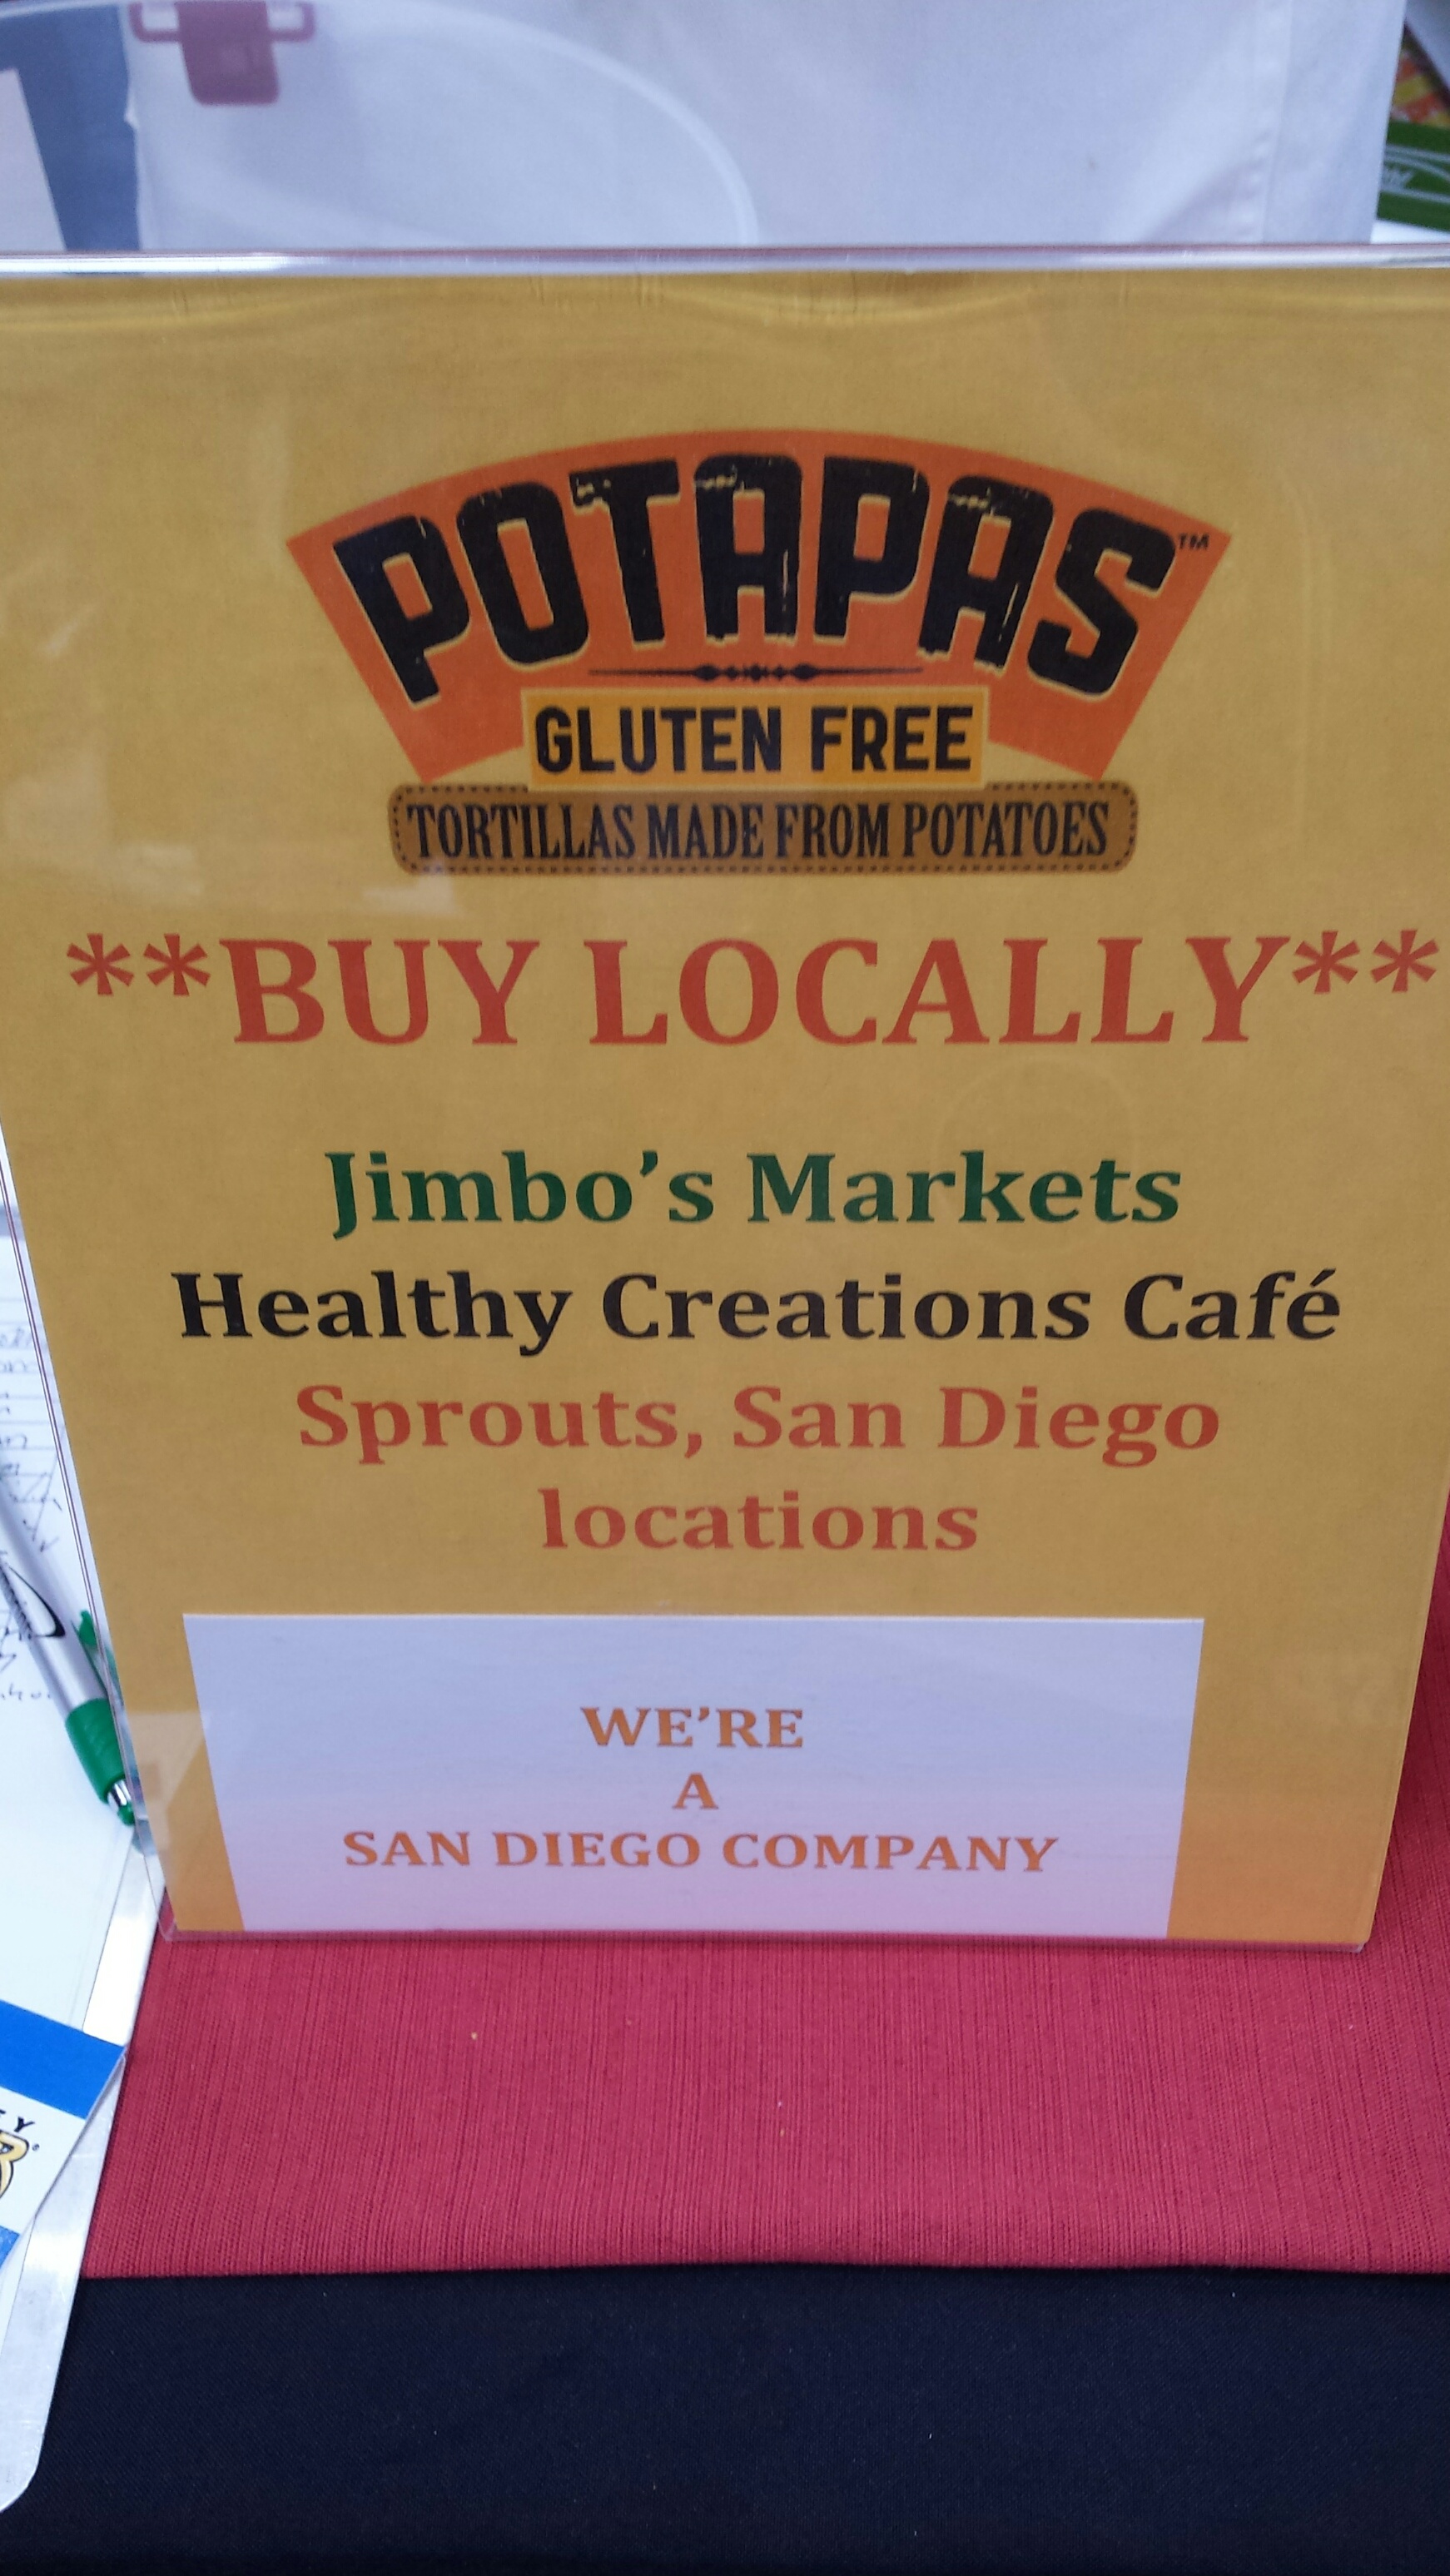 POTAPAS™
GLUTEN FREE
TORTILLAS MADE FROM POTATOES
**BUY LOCALLY**
Jimbo's Markets
Healthy Creations Café
Sprouts, San Diego
locations
WE'RE
A
SAN DIEGO COMPANY